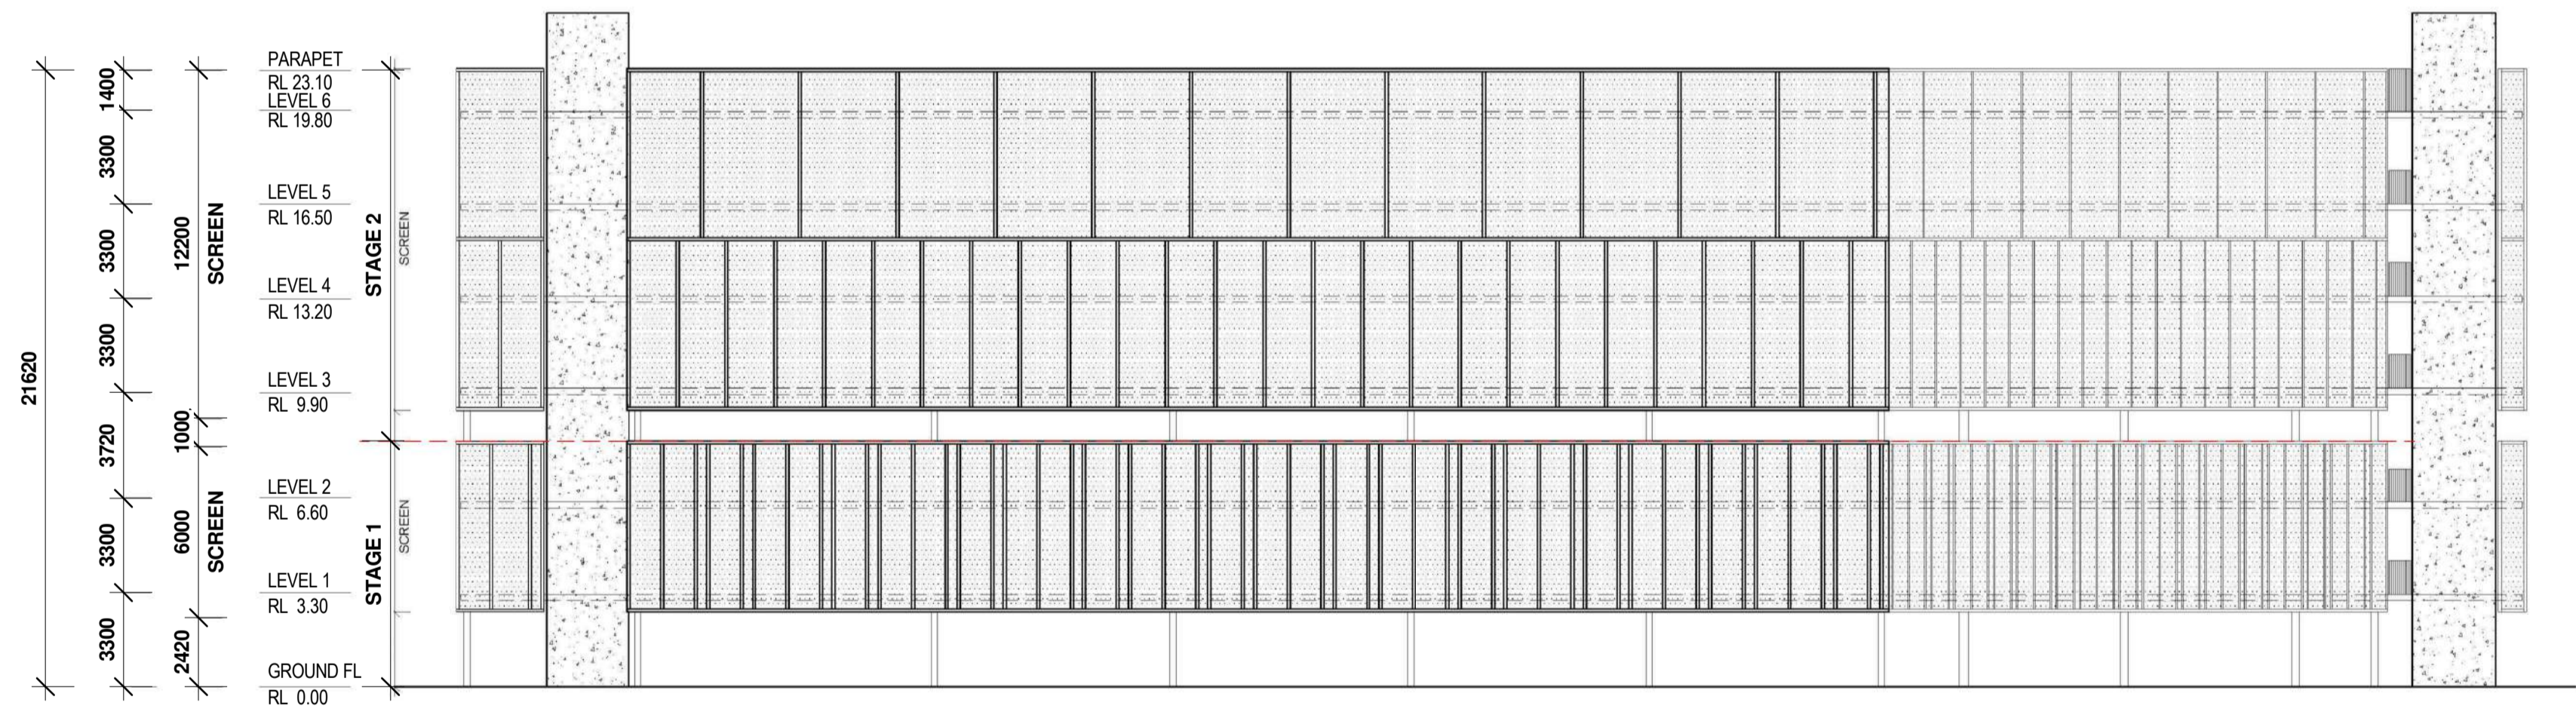 21620
1400
3300
3300
3300
3720
3300
3300
12200
SCREEN
1000
6000
SCREEN
2420
PARAPET
RL 23.10
LEVEL 6
RL 19.80
LEVEL 5
RL 16.50
LEVEL 4
RL 13.20
LEVEL 3
RL 9.90
LEVEL 2
RL 6.60
LEVEL 1
RL 3.30
GROUND FL
RL 0.00
STAGE 2
SCREEN
STAGE 1
SCREEN